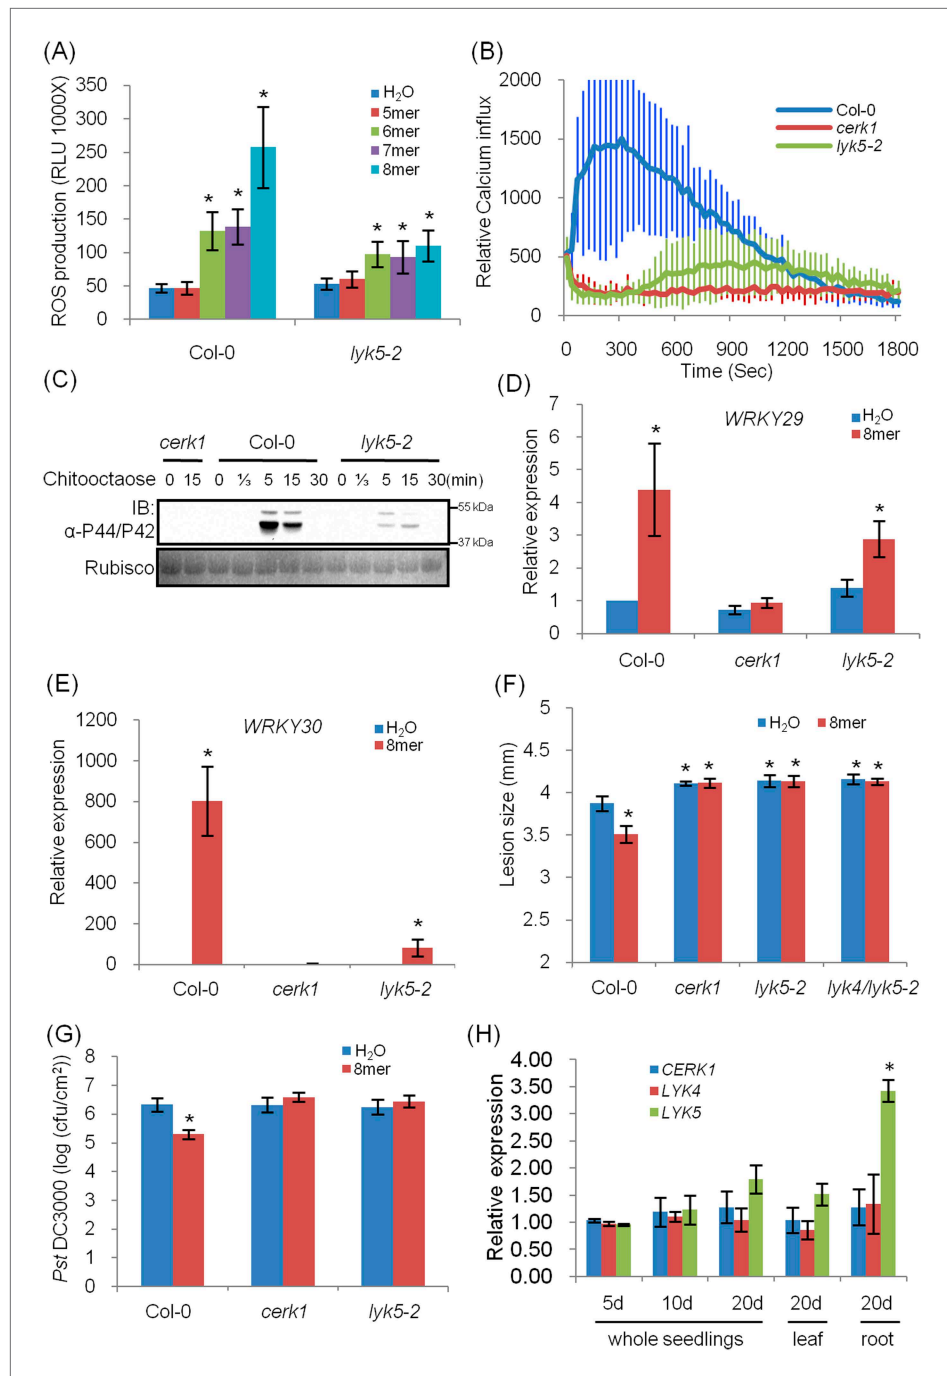 (A)
ROS production (RLU 1000X)
350
300
250
200
150
100
50
0
H₂O
5mer
6mer
7mer
8mer
* * * * * *
Col-0 lyk5-2
(B)
Relative Calcium influx
2000
1500
1000
500
0
Col-0
cerk1
lyk5-2
0 300 600 900 1200 1500 1800
Time (Sec)
(C)
cerk1 Col-0 lyk5-2
Chitooctaose 0 15 0 ⅓ 5 15 30 0 ⅓ 5 15 30(min)
IB:
α-P44/P42
55 kDa
37 kDa
Rubisco
(D)
WRKY29
Relative expression
7
6
5
4
3
2
1
0
H₂O
8mer
* *
Col-0 cerk1 lyk5-2
(E)
WRKY30
Relative expression
1200
1000
800
600
400
200
0
H₂O
8mer
* *
Col-0 cerk1 lyk5-2
(F)
Lesion size (mm)
5
4.5
4
3.5
3
2.5
2
H₂O 8mer
* * * * * * *
Col-0 cerk1 lyk5-2 lyk4/lyk5-2
(G)
Pst DC3000 (log (cfu/cm²))
8
7
6
5
4
3
2
1
0
H₂O
8mer
*
Col-0 cerk1 lyk5-2
(H)
Relative expression
4.00
3.50
3.00
2.50
2.00
1.50
1.00
0.50
0.00
CERK1
LYK4
LYK5
*
5d 10d 20d 20d 20d
whole seedlings leaf root